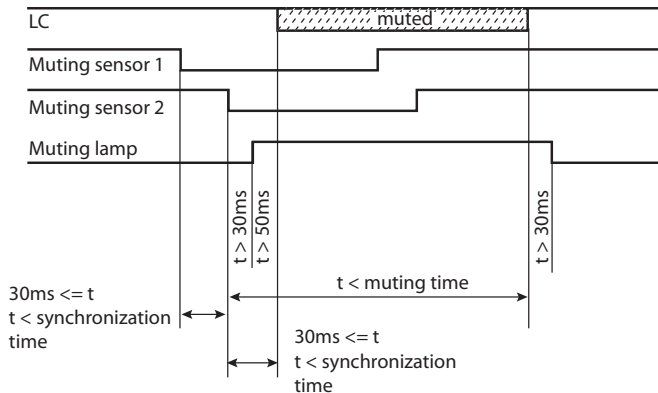 LC
muted
Muting sensor 1
Muting sensor 2
Muting lamp
t > 30ms
t > 50ms
t > 30ms
t < muting time
30ms <= t
t < synchronization
time
30ms <= t
t < synchronization
time